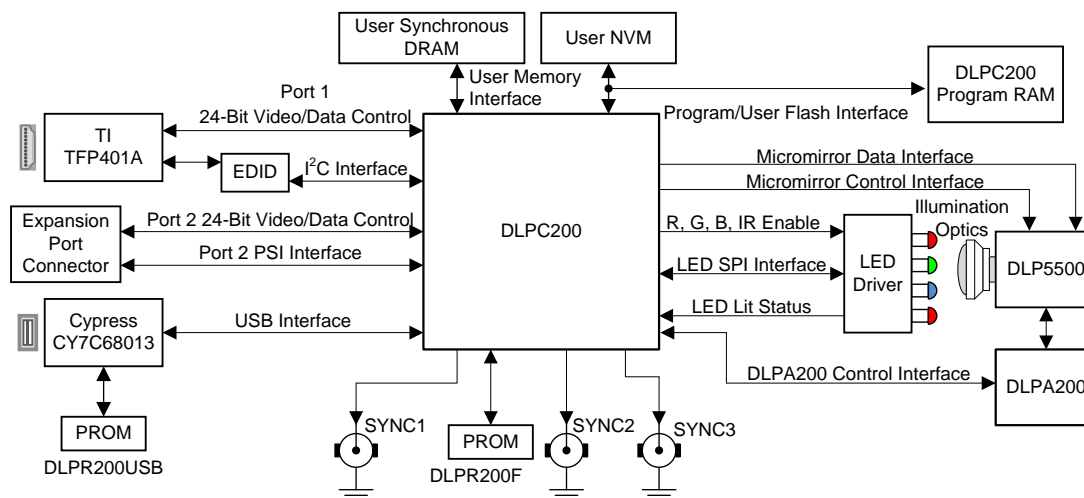 User Synchronous
DRAM
User NVM
DLPC200
Program RAM
User Memory
Interface
Program/User Flash Interface
Port 1
24-Bit Video/Data Control
TI
TFP401A
EDID
I²C Interface
Expansion
Port
Connector
Port 2 24-Bit Video/Data Control
Port 2 PSI Interface
Cypress
CY7C68013
USB Interface
PROM
DLPR200USB
DLPC200
Micromirror Data Interface
Micromirror Control Interface
R, G, B, IR Enable
LED SPI Interface
LED Lit Status
LED
Driver
Illumination
Optics
DLP5500
DLPA200 Control Interface
DLPA200
SYNC1
PROM
DLPR200F
SYNC2
SYNC3